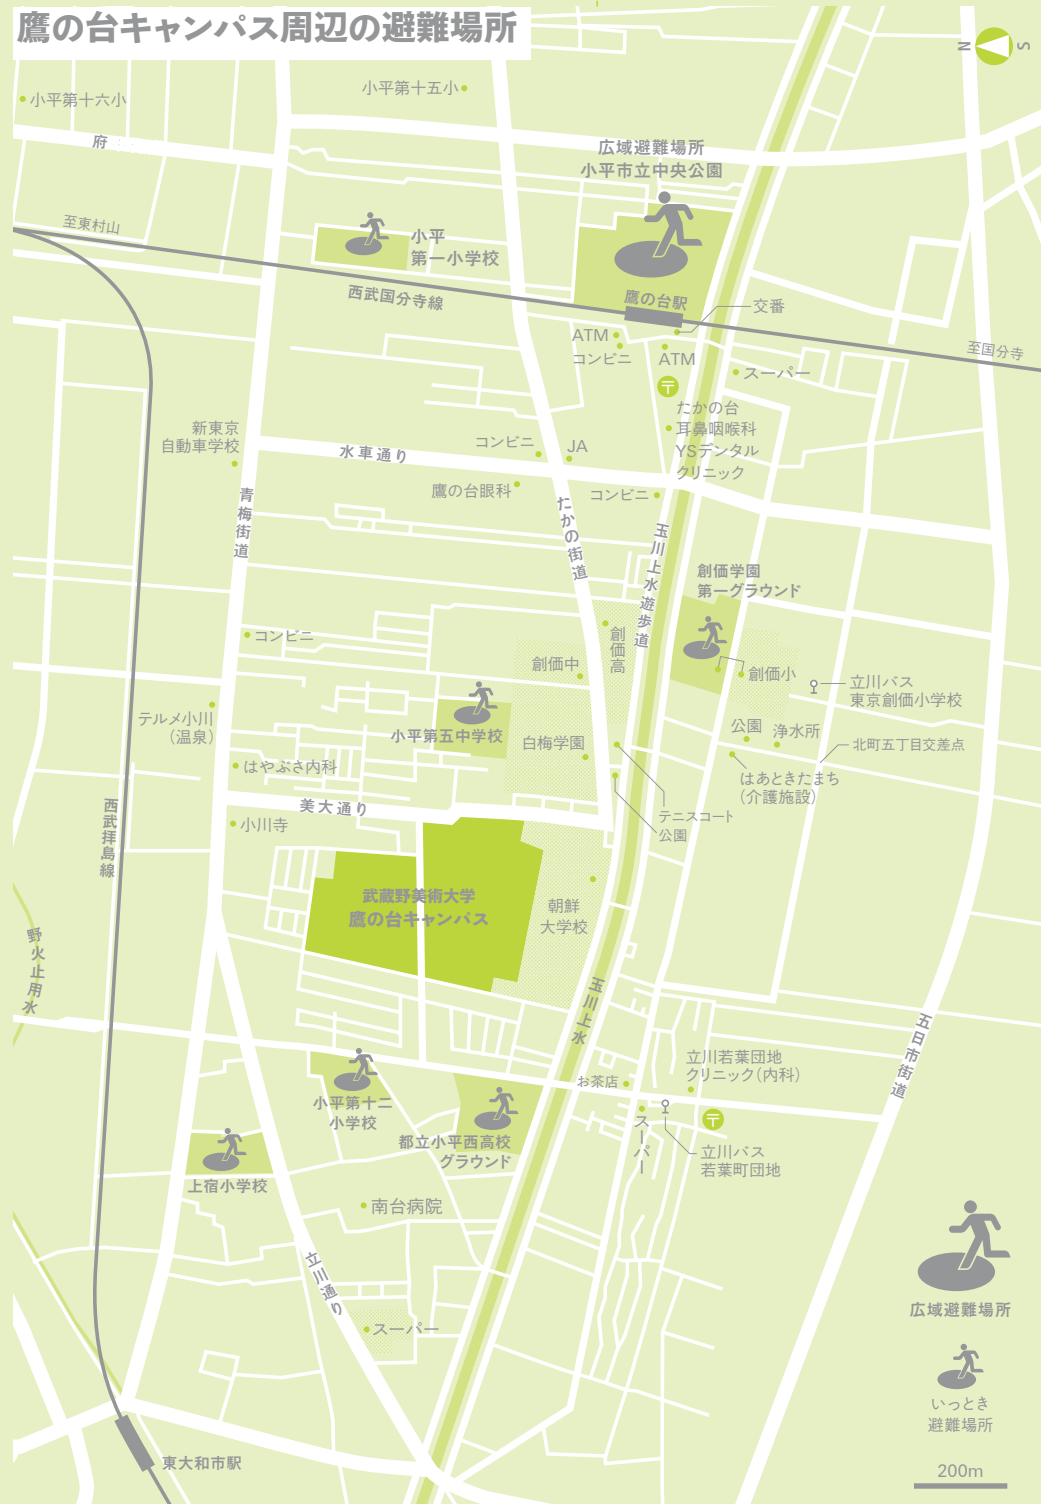 鷹の台キャンパス周辺の避難場所
N
S
小平第十六小
小平第十五小
府
広域避難場所
小平市立中央公園
至東村山
小平
第一小学校
西武国分寺線
鷹の台駅
交番
ATM
コンビニ
ATM
至国分寺
スーパー
〒
たかの台
耳鼻咽喉科
YSデンタル
クリニック
新東京
自動車学校
水車通り
コンビニ
JA
鷹の台眼科
コンビニ
青梅街道
たかの街道
玉川上水遊歩道
創価学園
第一グラウンド
コンビニ
創価高
創価中
創価小
立川バス
東京創価小学校
テルメ小川
（温泉）
小平第五中学校
白梅学園
公園
浄水所
北町五丁目交差点
はやぶさ内科
はあときたまち
（介護施設）
美大通り
小川寺
テニスコート
公園
西武拝島線
武蔵野美術大学
鷹の台キャンパス
朝鮮
大学校
野火止用水
玉川上水
五日市街道
お茶店
立川若葉団地
クリニック（内科）
小平第十二
小学校
スーパー
〒
都立小平西高校
グラウンド
立川バス
若葉町団地
上宿小学校
南台病院
立川通り
スーパー
広域避難場所
いっとき
避難場所
東大和市駅
200m